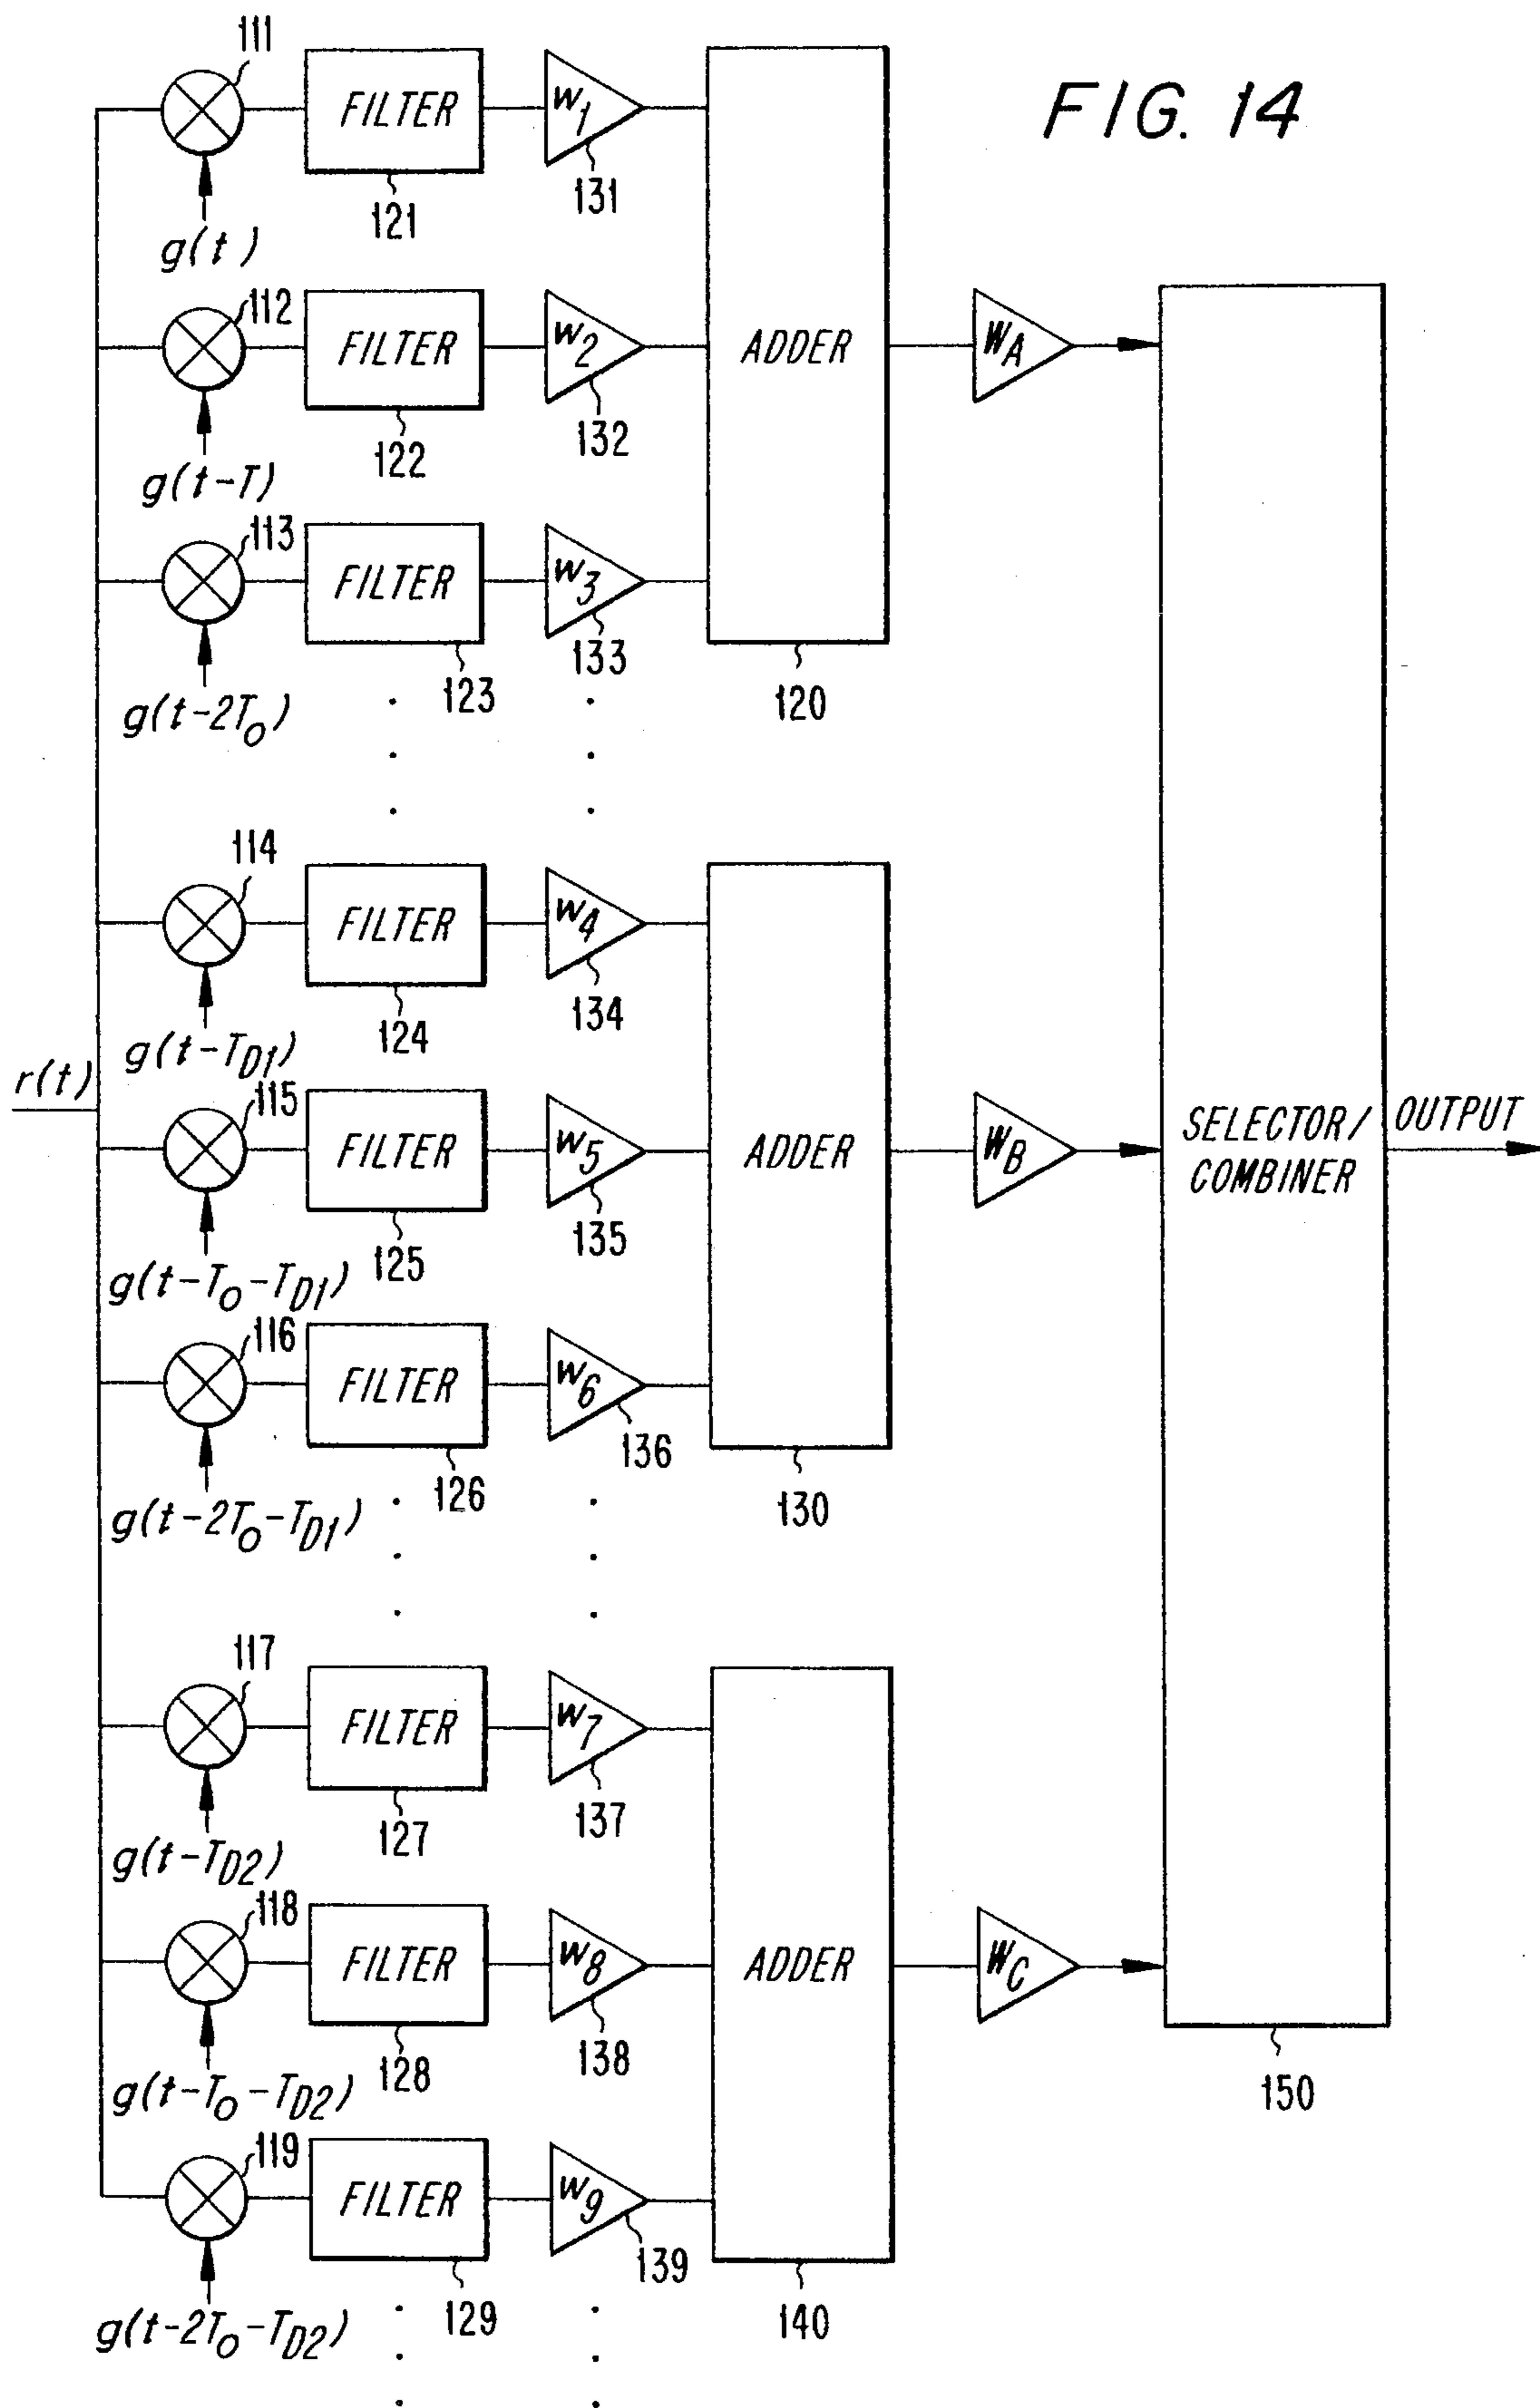 FIG. 14
111
FILTER
w1
131
121
g(t)
112
FILTER
w2
ADDER
WA
132
122
g(t-T)
113
FILTER
w3
133
123
120
g(t-2To)
114
FILTER
w4
134
124
g(t-TD1)
r(t)
115
FILTER
w5
ADDER
WB
SELECTOR/
COMBINER
OUTPUT
135
125
g(t-To-TD1)
116
FILTER
w6
136
126
130
g(t-2To-TD1)
117
FILTER
w7
137
127
g(t-TD2)
118
FILTER
w8
ADDER
WC
138
128
150
g(t-To-TD2)
119
FILTER
w9
139
129
140
g(t-2To-TD2)